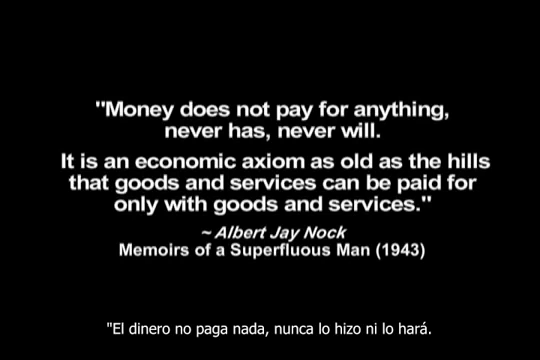 "Money does not pay for anything,
never has, never will.
It is an economic axiom as old as the hills
that goods and services can be paid for
only with goods and services."
~ Albert Jay Nock
Memoirs of a Superfluous Man (1943)
"El dinero no paga nada, nunca lo hizo ni lo hará.